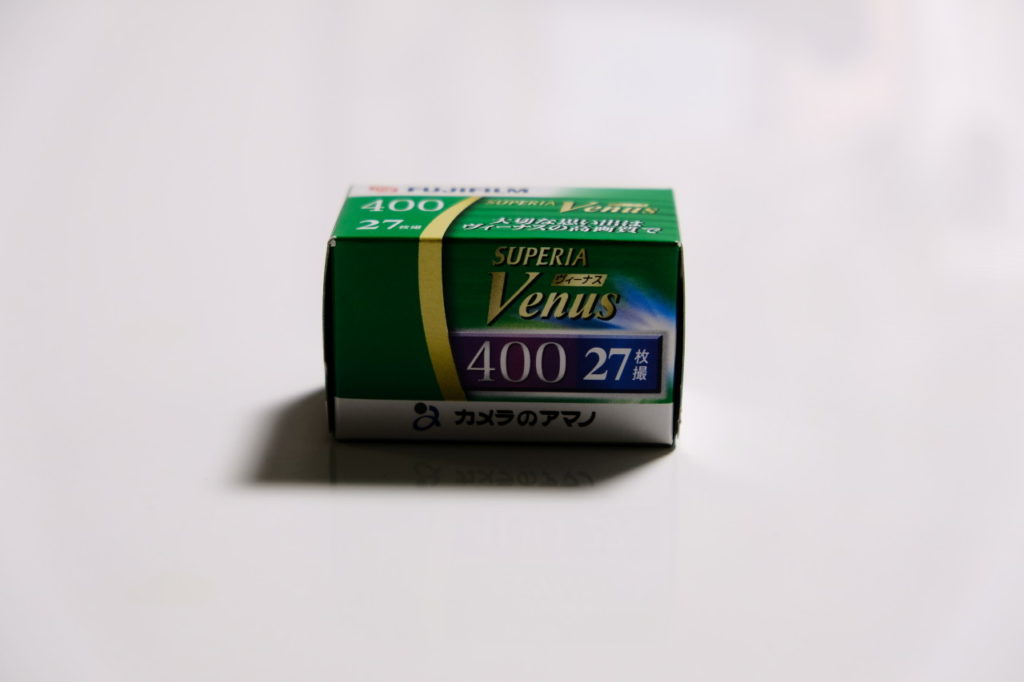 FUJIFILM
400 SUPERIA Venus
27枚撮 大切な思い出は
ヴィーナスの高画質で
SUPERIA
ヴィーナス
Venus
400 27枚撮
カメラのアマノ